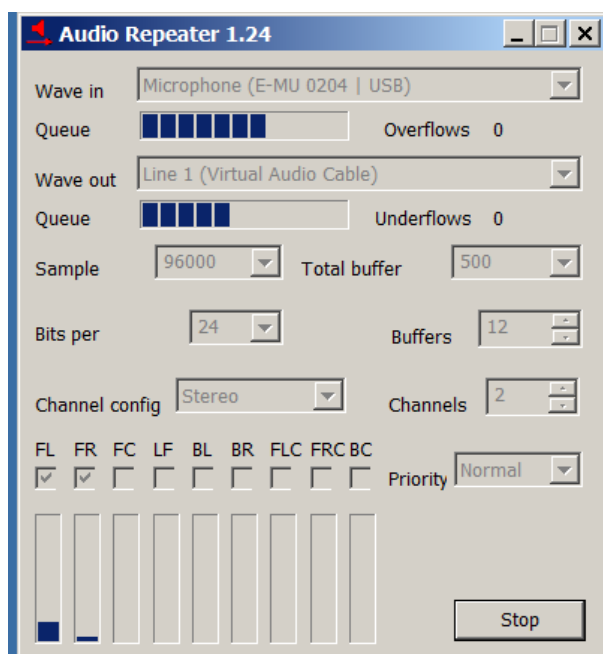 Audio Repeater 1.24
Wave in Microphone (E-MU 0204 | USB)
Queue Overflows 0
Wave out Line 1 (Virtual Audio Cable)
Queue Underflows 0
Sample 96000 Total buffer 500
Bits per 24 Buffers 12
Channel config Stereo Channels 2
FL FR FC LF BL BR FLC FRC BC
Priority Normal
Stop